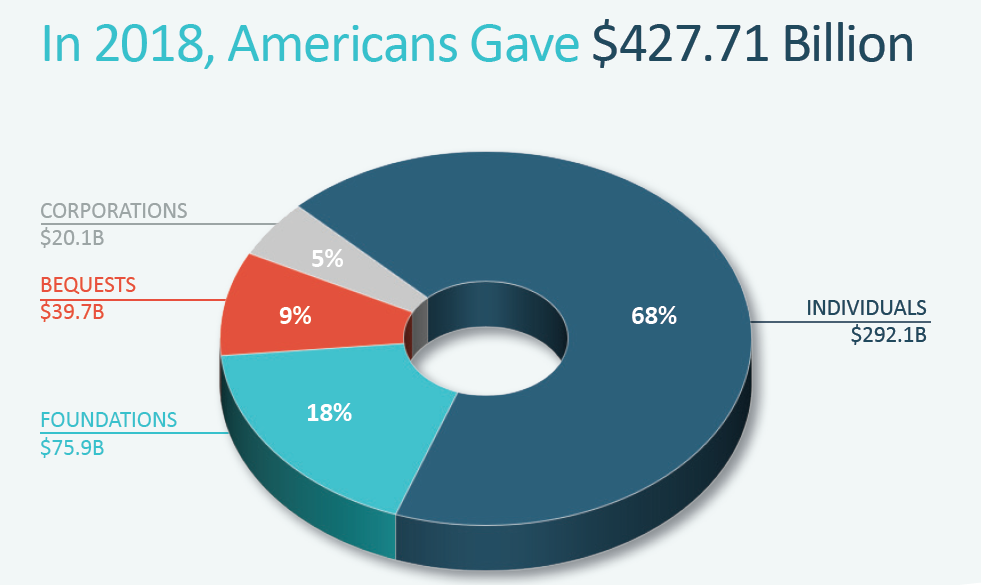 In 2018, Americans Gave $427.71 Billion
CORPORATIONS
$20.1B
5%
BEQUESTS
$39.7B
9%
68%
INDIVIDUALS
$292.1B
FOUNDATIONS
$75.9B
18%